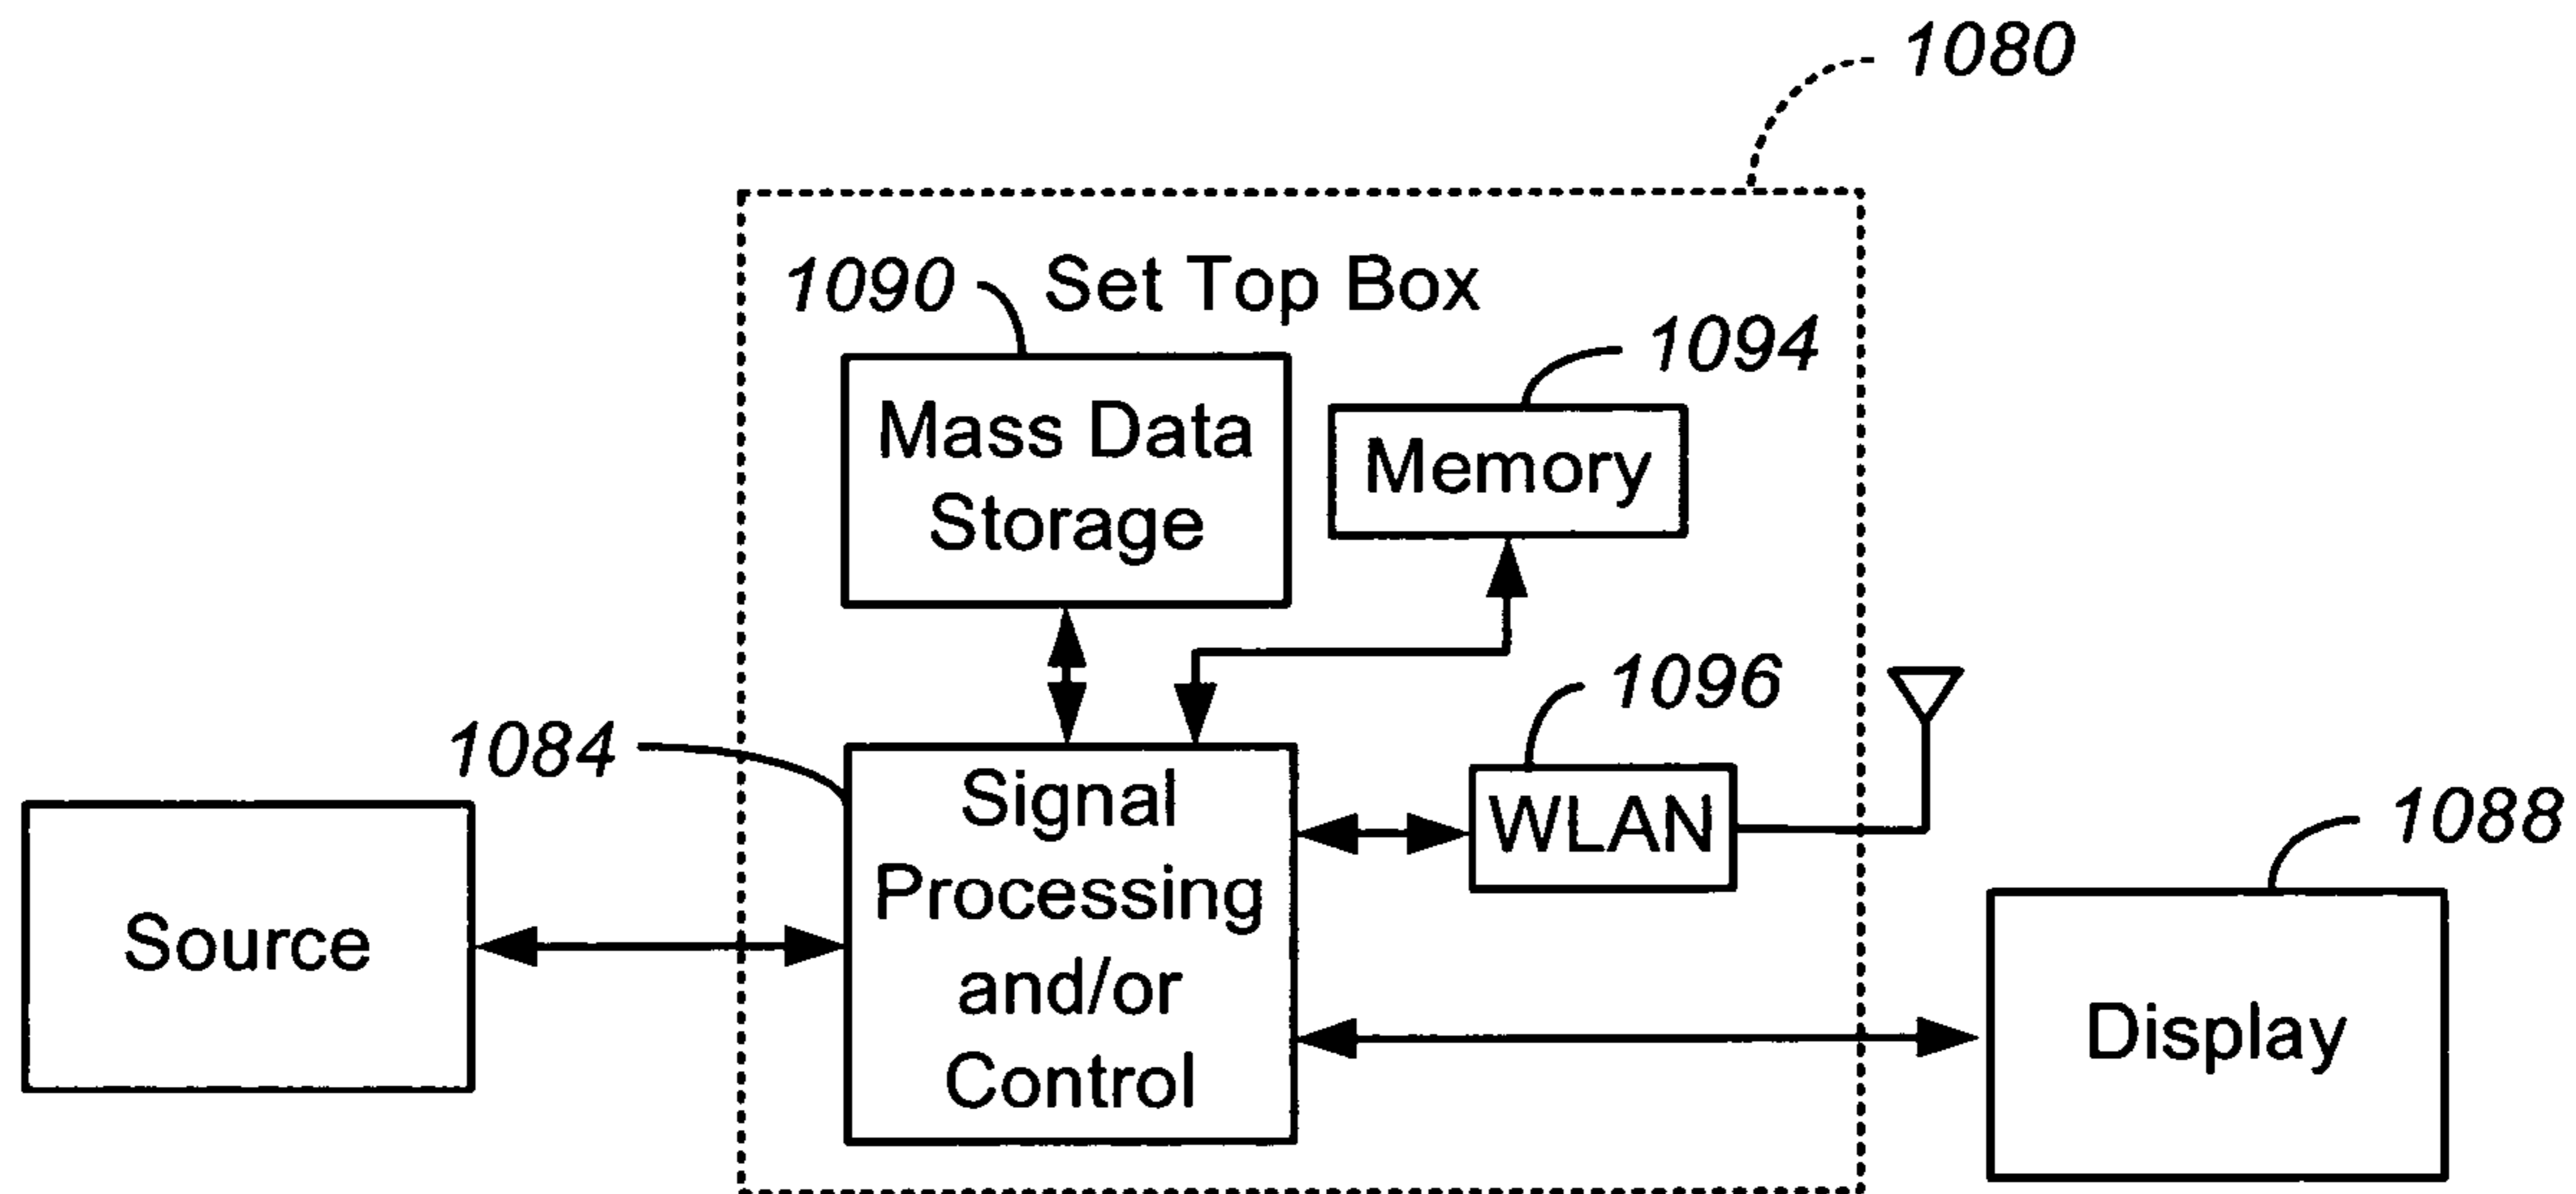 1080
1090
Set Top Box
1094
Mass Data
Storage
Memory
1096
1084
Signal
Processing
and/or
Control
WLAN
1088
Source
Display